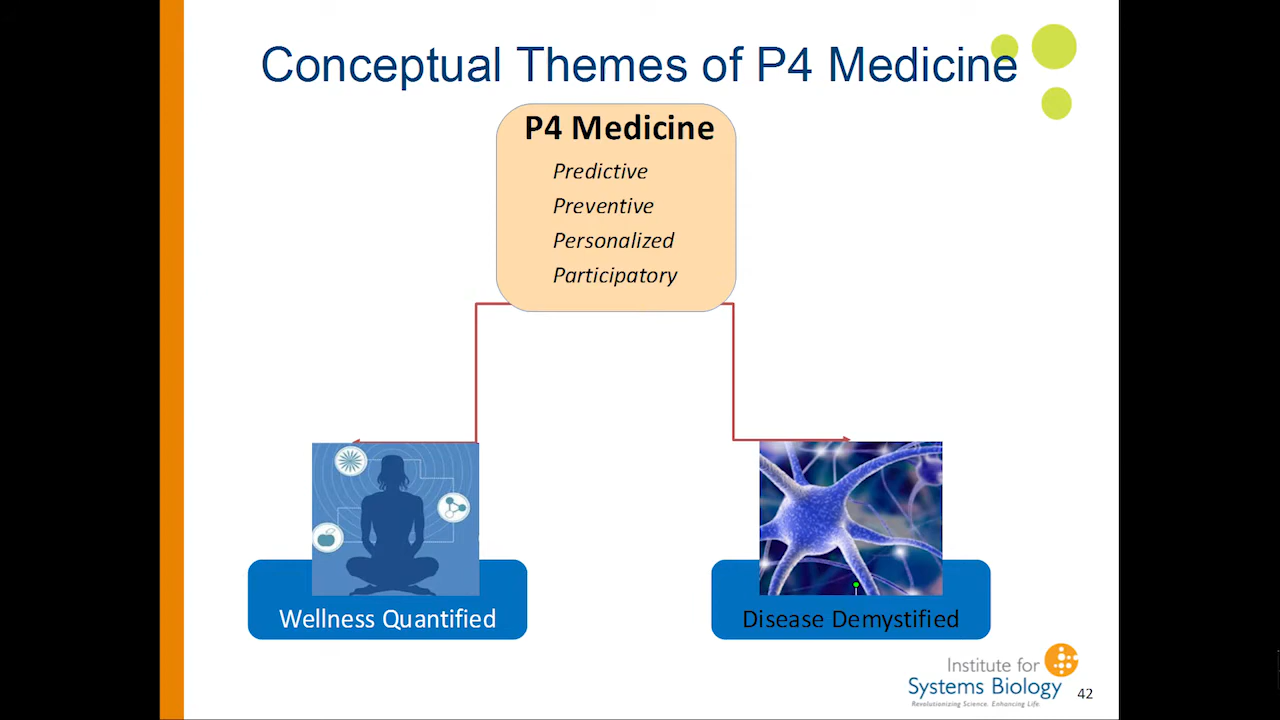 Conceptual Themes of P4 Medicine
P4 Medicine
Predictive
Preventive
Personalized
Participatory
Wellness Quantified
Disease Demystified
Institute for
Systems Biology
Revolutionizing Science. Enhancing Life.
42